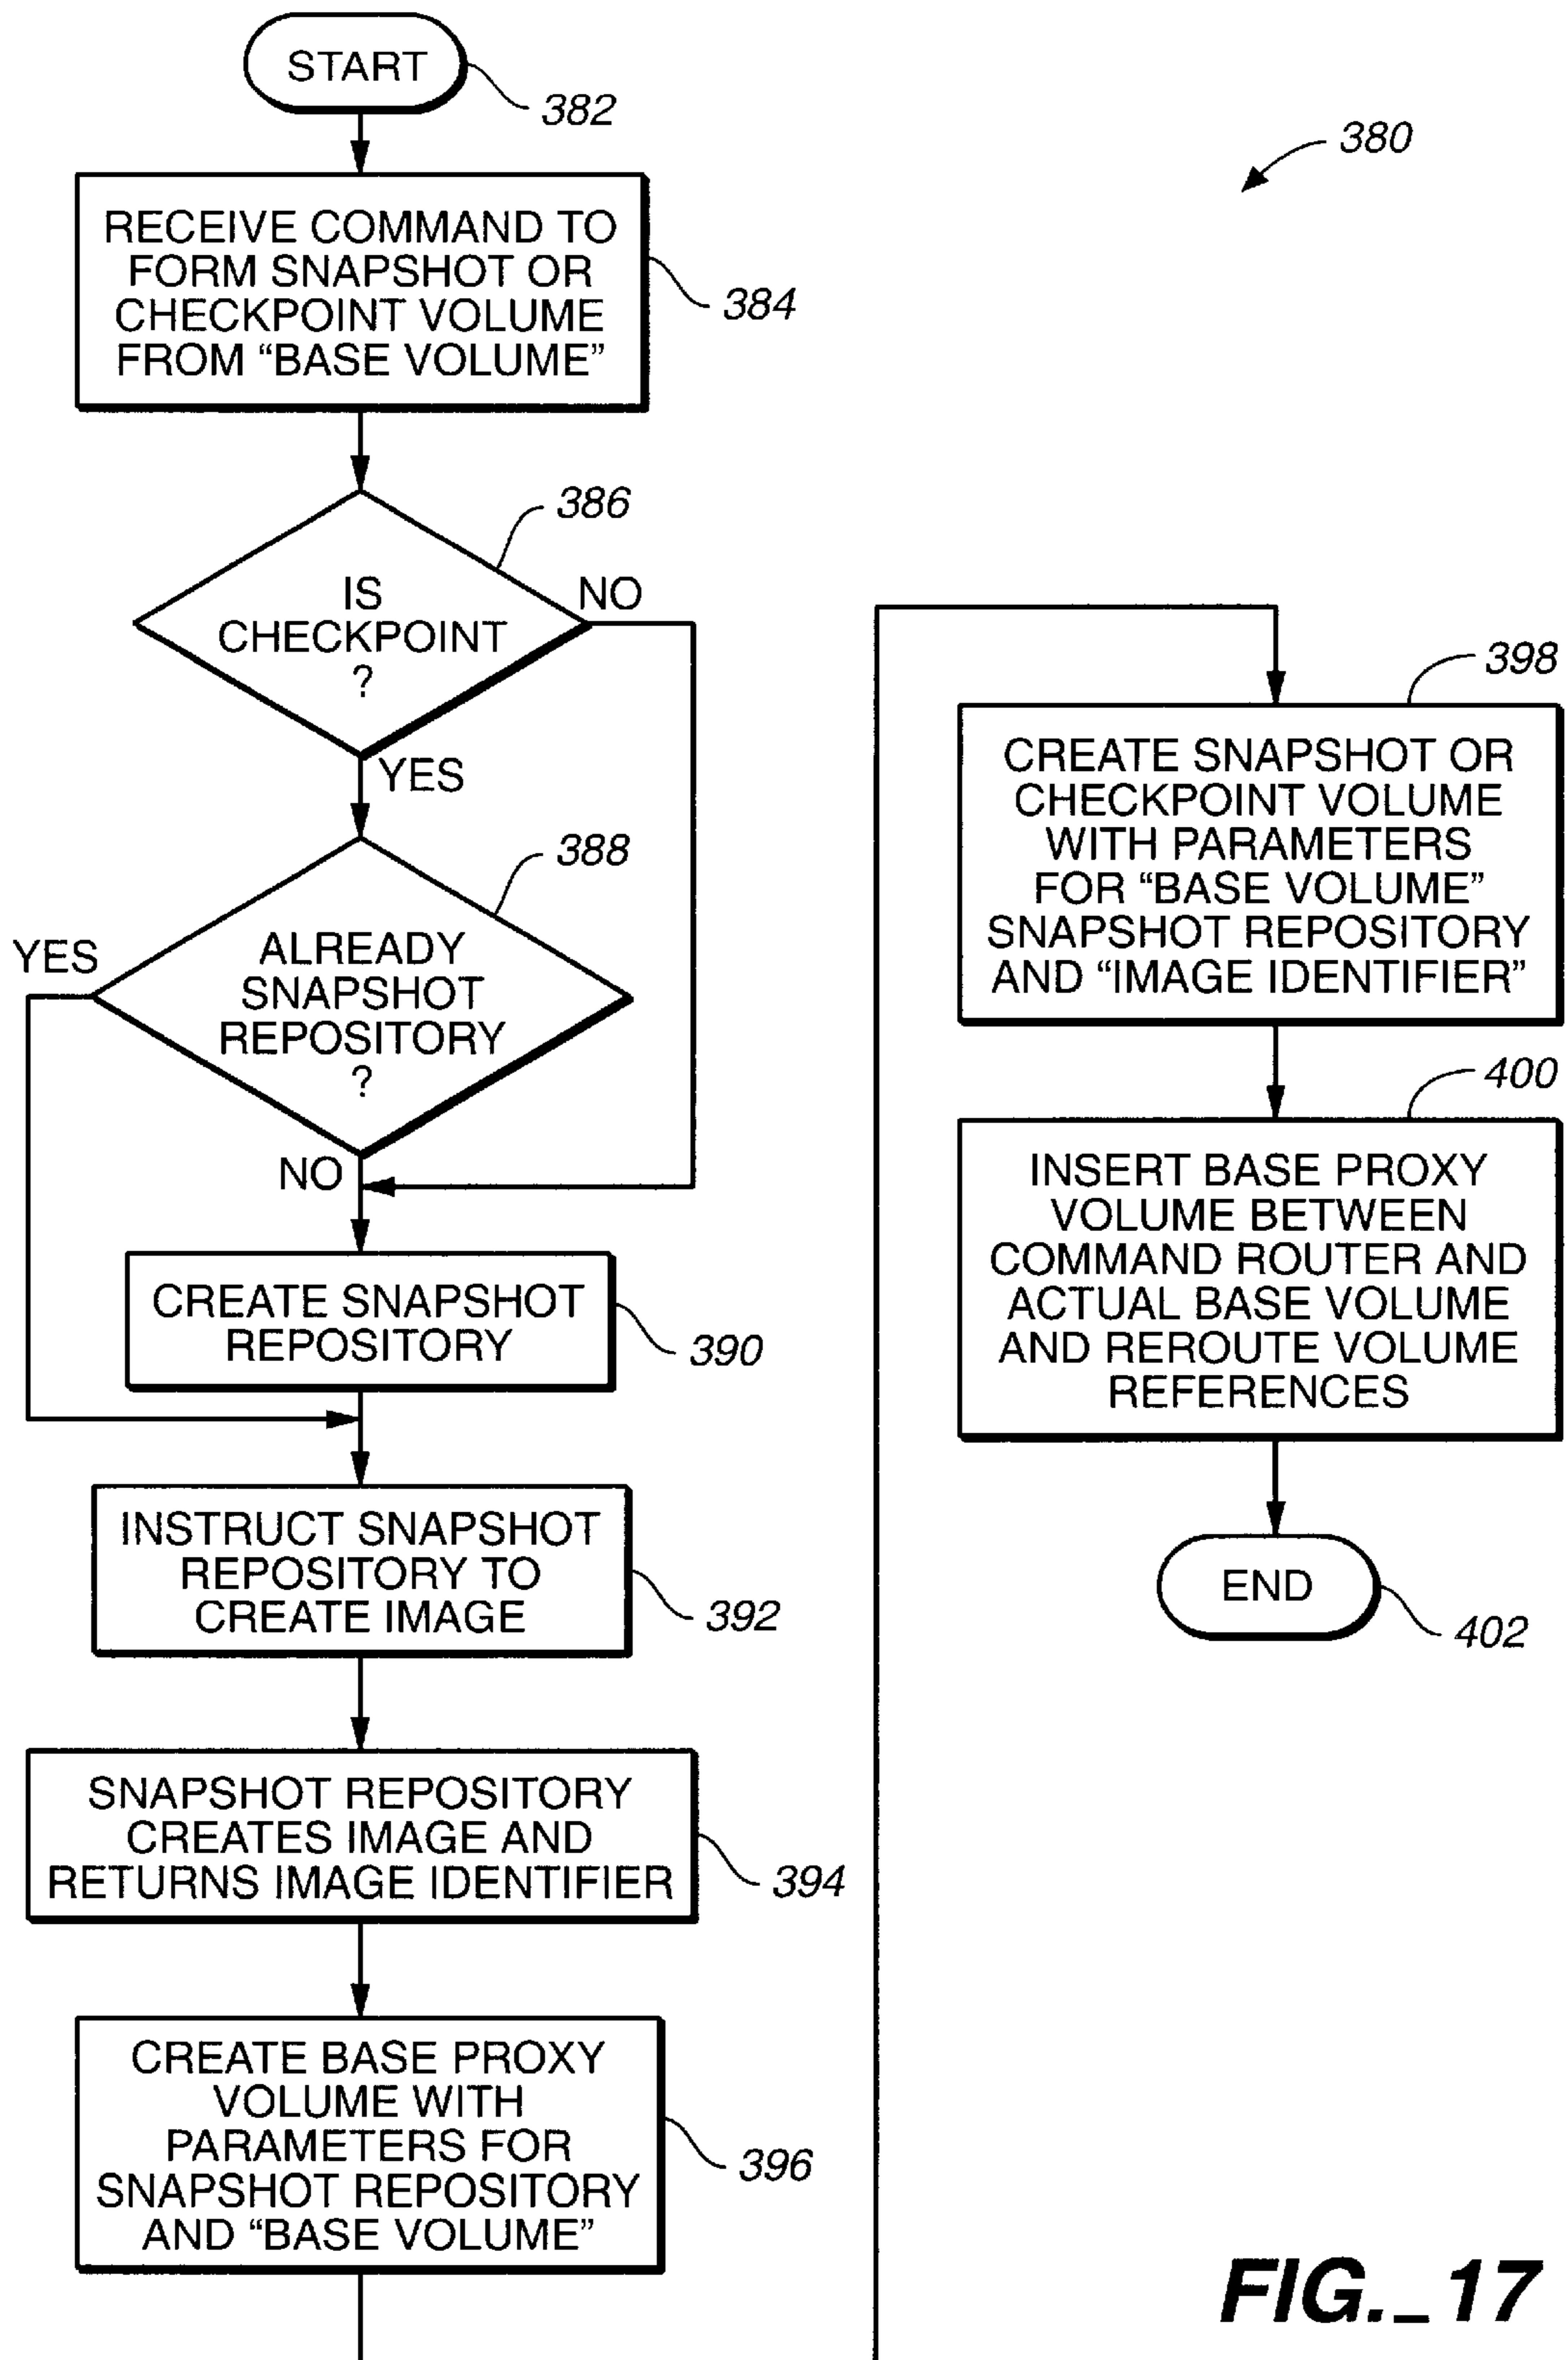 START
382
380
RECEIVE COMMAND TO
FORM SNAPSHOT OR
CHECKPOINT VOLUME
FROM “BASE VOLUME”
384
386
IS
CHECKPOINT
?
NO
YES
388
ALREADY
SNAPSHOT
REPOSITORY
?
YES
NO
CREATE SNAPSHOT
REPOSITORY
390
INSTRUCT SNAPSHOT
REPOSITORY TO
CREATE IMAGE
392
SNAPSHOT REPOSITORY
CREATES IMAGE AND
RETURNS IMAGE IDENTIFIER
394
CREATE BASE PROXY
VOLUME WITH
PARAMETERS FOR
SNAPSHOT REPOSITORY
AND “BASE VOLUME”
396
398
CREATE SNAPSHOT OR
CHECKPOINT VOLUME
WITH PARAMETERS
FOR “BASE VOLUME”
SNAPSHOT REPOSITORY
AND “IMAGE IDENTIFIER”
400
INSERT BASE PROXY
VOLUME BETWEEN
COMMAND ROUTER AND
ACTUAL BASE VOLUME
AND REROUTE VOLUME
REFERENCES
END
402
FIG._17